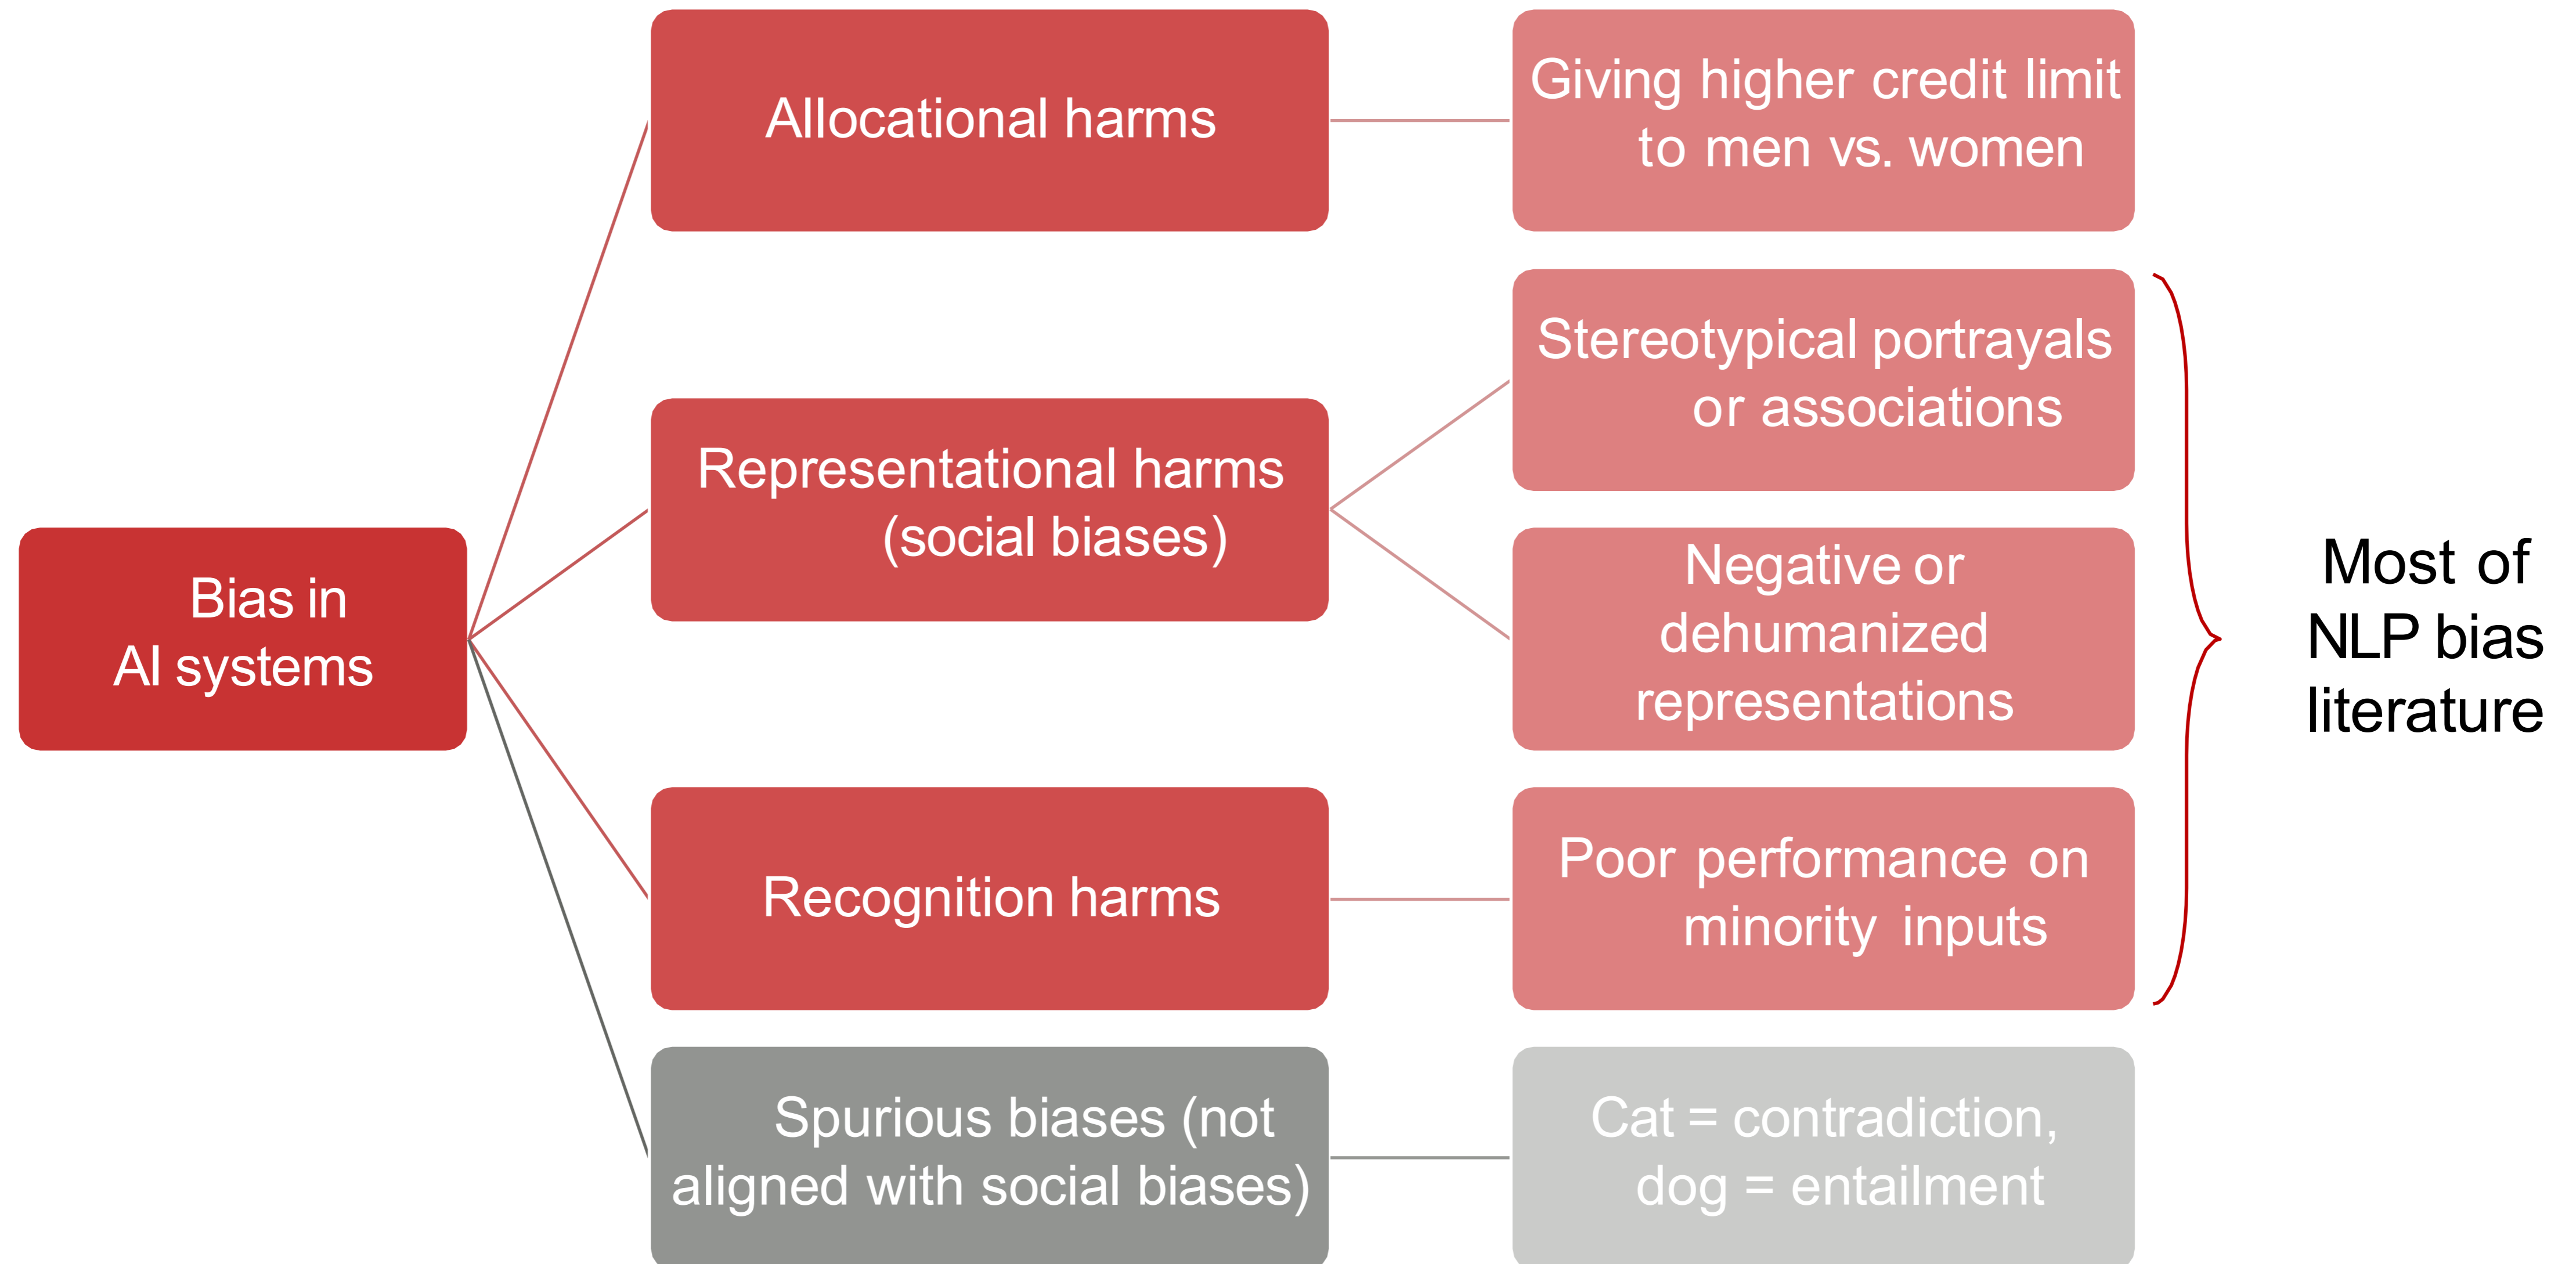 Bias in
AI systems
Allocational harms
Giving higher credit limit
to men vs. women
Representational harms
(social biases)
Stereotypical portrayals
or associations
Negative or
dehumanized
representations
Recognition harms
Poor performance on
minority inputs
Spurious biases (not
aligned with social biases)
Cat = contradiction,
dog = entailment
Most of
NLP bias
literature